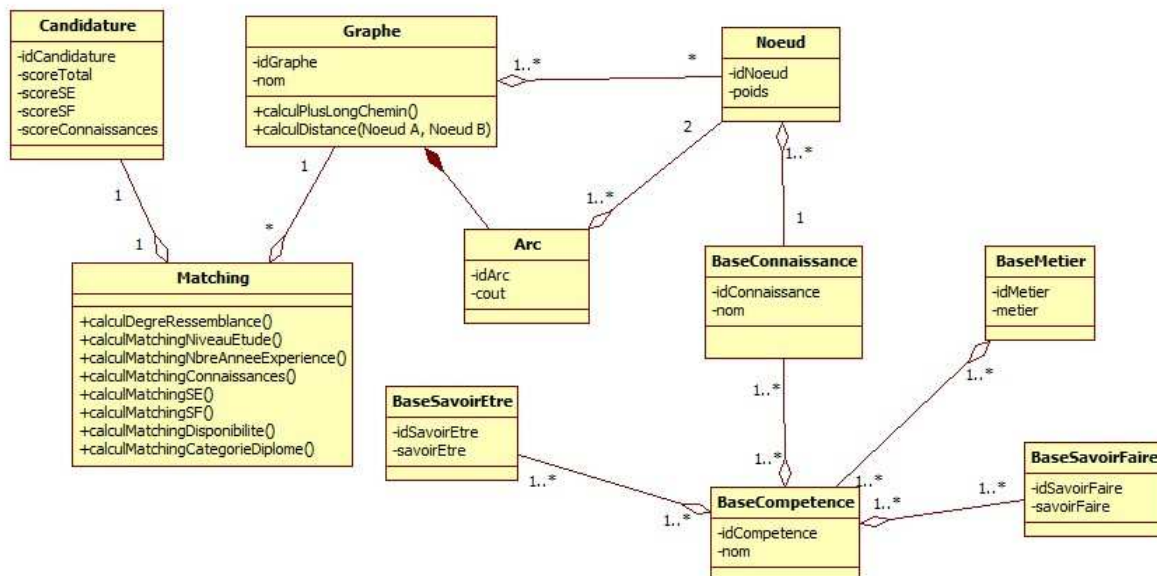 Candidature
-idCandidature
-scoreTotal
-scoreSE
-scoreSF
-scoreConnaissances
Graphe
-idGraphe
-nom
+calculPlusLongChemin()
+calculDistance(Noeud A, Noeud B)
1..*
*
Noeud
-idNoeud
-poids
1
1
1
*
2
1..*
1..*
1
Matching
+calculDegreRessemblance()
+calculMatchingNiveauEtude()
+calculMatchingNbreAnneeExperience()
+calculMatchingConnaissances()
+calculMatchingSE()
+calculMatchingSF()
+calculMatchingDisponibilite()
+calculMatchingCategorieDiplome()
Arc
-idArc
-cout
BaseConnaissance
-idConnaissance
-nom
BaseMetier
-idMetier
-metier
1..*
1..*
1..*
1..*
BaseSavoirEtre
-idSavoirEtre
-savoirEtre
1..*
1..*
BaseCompetence
-idCompetence
-nom
1..*
1..*
BaseSavoirFaire
-idSavoirFaire
-savoirFaire